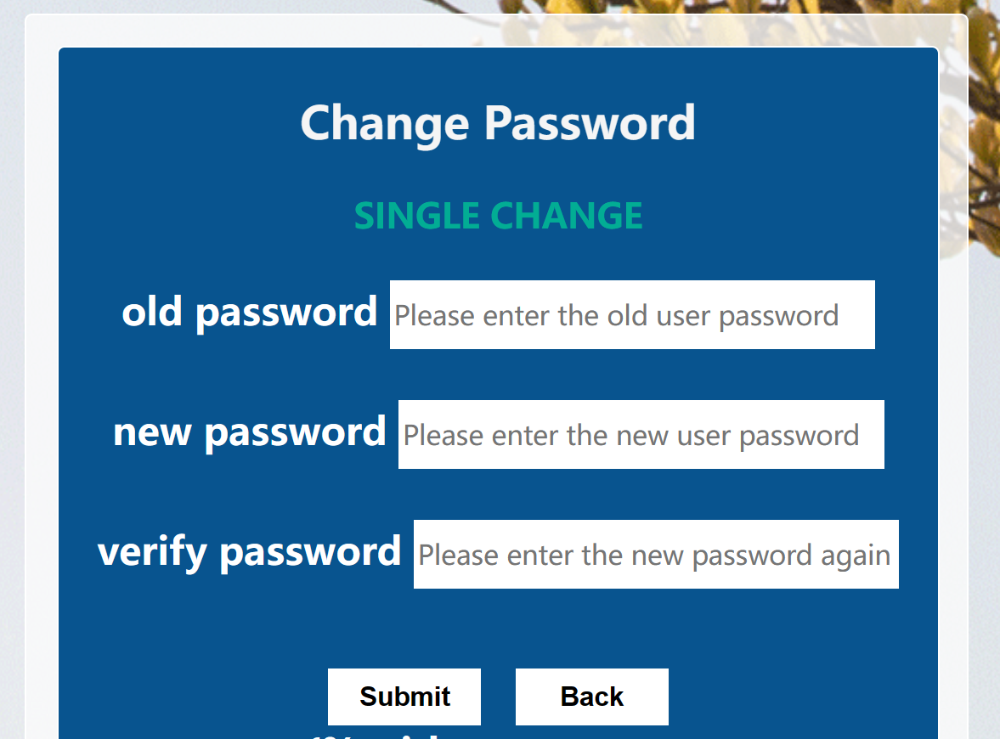 Change Password
SINGLE CHANGE
old password Please enter the old user password
new password Please enter the new user password
verify password Please enter the new password again
Submit Back